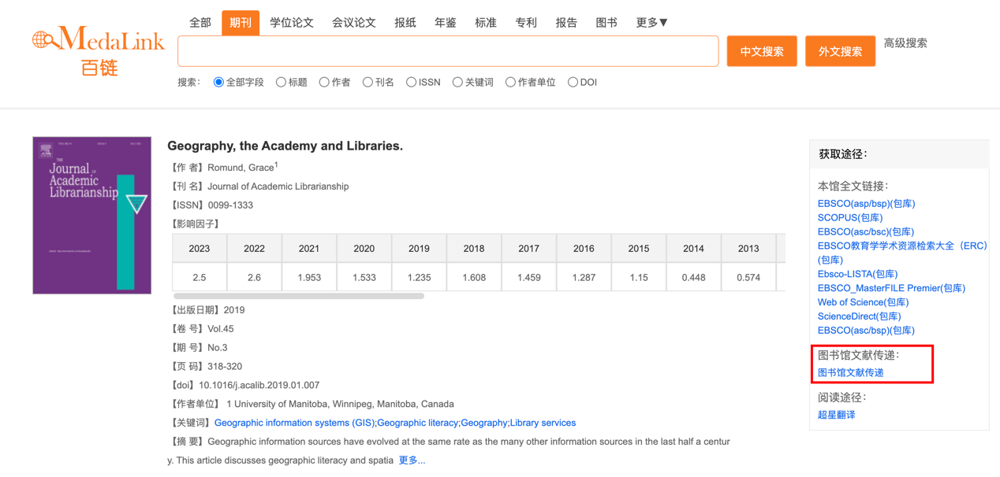 全部 期刊 学位论文 会议论文 报纸 年鉴 标准 专利 报告 图书 更多▼
MedaLink
百链
中文搜索 外文搜索 高级搜索
搜索: 全部字段 标题 作者 刊名 ISSN 关键词 作者单位 DOI
The
Journal of
Academic
Librarianship
Geography, the Academy and Libraries.
【作 者】Romund, Grace1
【刊 名】Journal of Academic Librarianship
【ISSN】0099-1333
【影响因子】
2023 2022 2021 2020 2019 2018 2017 2016 2015 2014 2013
2.5 2.6 1.953 1.533 1.235 1.608 1.459 1.287 1.15 0.448 0.574
【出版日期】2019
【卷 号】Vol.45
【期 号】No.3
【页 码】318-320
【doi】10.1016/j.acalib.2019.01.007
【作者单位】 1 University of Manitoba, Winnipeg, Manitoba, Canada
【关键词】Geographic information systems (GIS);Geographic literacy;Geography;Library services
【摘 要】Geographic information sources have evolved at the same rate as the many other information sources in the last half a centur
y. This article discusses geographic literacy and spatia 更多...
获取途径:
本馆全文链接:
EBSCO(asp/bsp)(包库)
SCOPUS(包库)
EBSCO(asc/bsc)(包库)
EBSCO教育学学术资源检索大全（ERC）
(包库)
Ebsco-LISTA(包库)
EBSCO_MasterFILE Premier(包库)
Web of Science(包库)
ScienceDirect(包库)
EBSCO(asc/bsp)(包库)
图书馆文献传递:
图书馆文献传递
阅读途径:
超星翻译